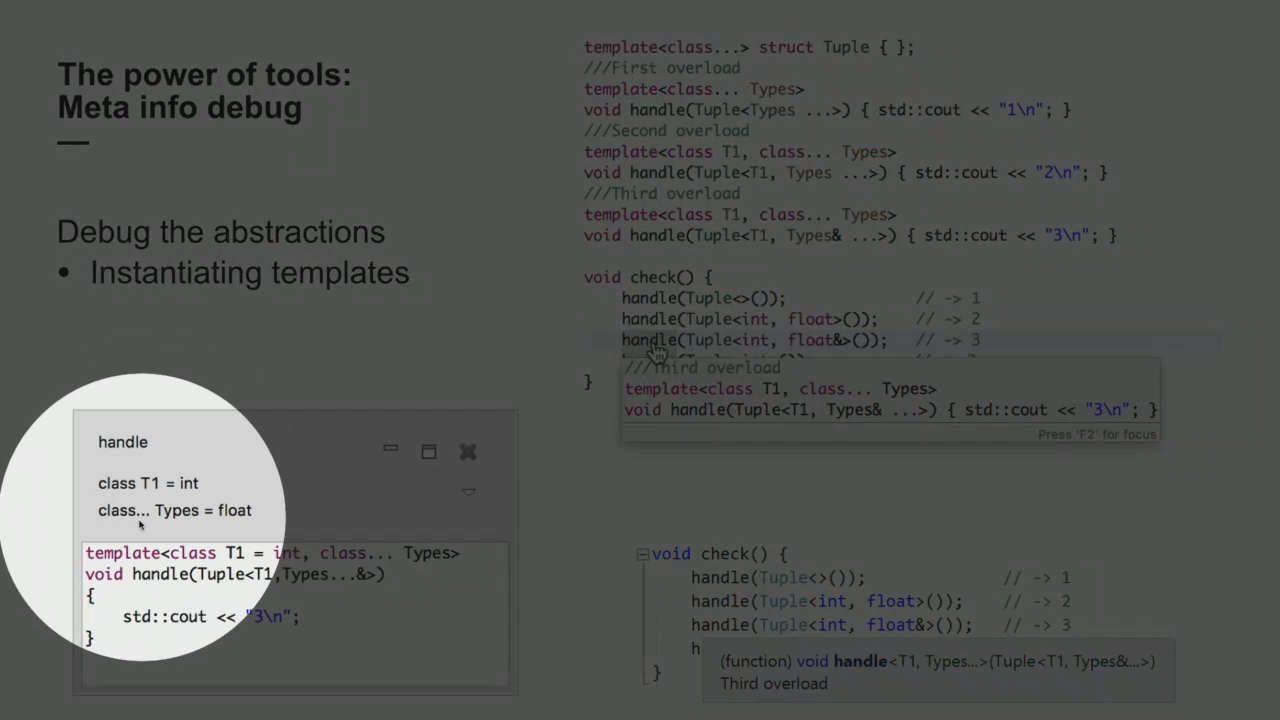 The power of tools:
Meta info debug
Debug the abstractions
• Instantiating templates
template<class...> struct Tuple { };
///First overload
template<class... Types>
void handle(Tuple<Types ...>) { std::cout << "1\n"; }
///Second overload
template<class T1, class... Types>
void handle(Tuple<T1, Types ...>) { std::cout << "2\n"; }
///Third overload
template<class T1, class... Types>
void handle(Tuple<T1, Types& ...>) { std::cout << "3\n"; }
void check() {
handle(Tuple<>()); // -> 1
handle(Tuple<int, float>()); // -> 2
handle(Tuple<int, float&>()); // -> 3
}
///Third overload
template<class T1, class... Types>
void handle(Tuple<T1, Types& ...>) { std::cout << "3\n"; }
Press 'F2' for focus
handle
class T1 = int
class... Types = float
template<class T1 = int, class... Types>
void handle(Tuple<T1,Types...&>)
{
std::cout << "3\n";
}
void check() {
handle(Tuple<>()); // -> 1
handle(Tuple<int, float>()); // -> 2
handle(Tuple<int, float&>()); // -> 3
h
}
(function) void handle<T1, Types...>(Tuple<T1, Types&...>)
Third overload